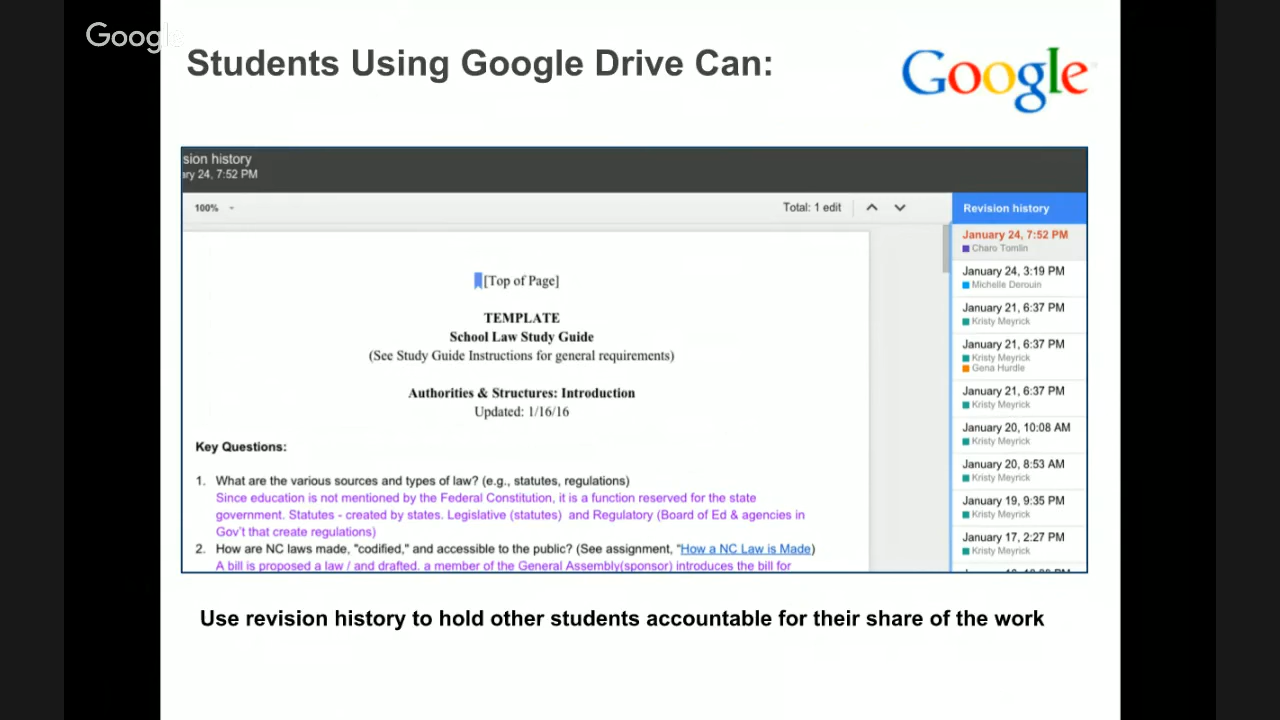 Google
Students Using Google Drive Can:
Google
sion history
ary 24, 7:52 PM
100%
Total: 1 edit
Revision history
January 24, 7:52 PM
Charo Tomlin
January 24, 3:19 PM
Michelle Derouin
January 21, 6:37 PM
Kristy Meyrick
January 21, 6:37 PM
Kristy Meyrick
Gena Hurdle
January 21, 6:37 PM
Kristy Meyrick
January 20, 10:08 AM
Kristy Meyrick
January 20, 8:53 AM
Kristy Meyrick
January 19, 9:35 PM
Kristy Meyrick
January 17, 2:27 PM
Kristy Meyrick
[Top of Page]
TEMPLATE
School Law Study Guide
(See Study Guide Instructions for general requirements)
Authorities & Structures: Introduction
Updated: 1/16/16
Key Questions:
1. What are the various sources and types of law? (e.g., statutes, regulations)
Since education is not mentioned by the Federal Constitution, it is a function reserved for the state
government. Statutes - created by states. Legislative (statutes) and Regulatory (Board of Ed & agencies in
Gov't that create regulations)
2. How are NC laws made, "codified," and accessible to the public? (See assignment, "How a NC Law is Made)
A bill is proposed a law / and drafted. a member of the General Assembly(sponsor) introduces the bill for
Use revision history to hold other students accountable for their share of the work